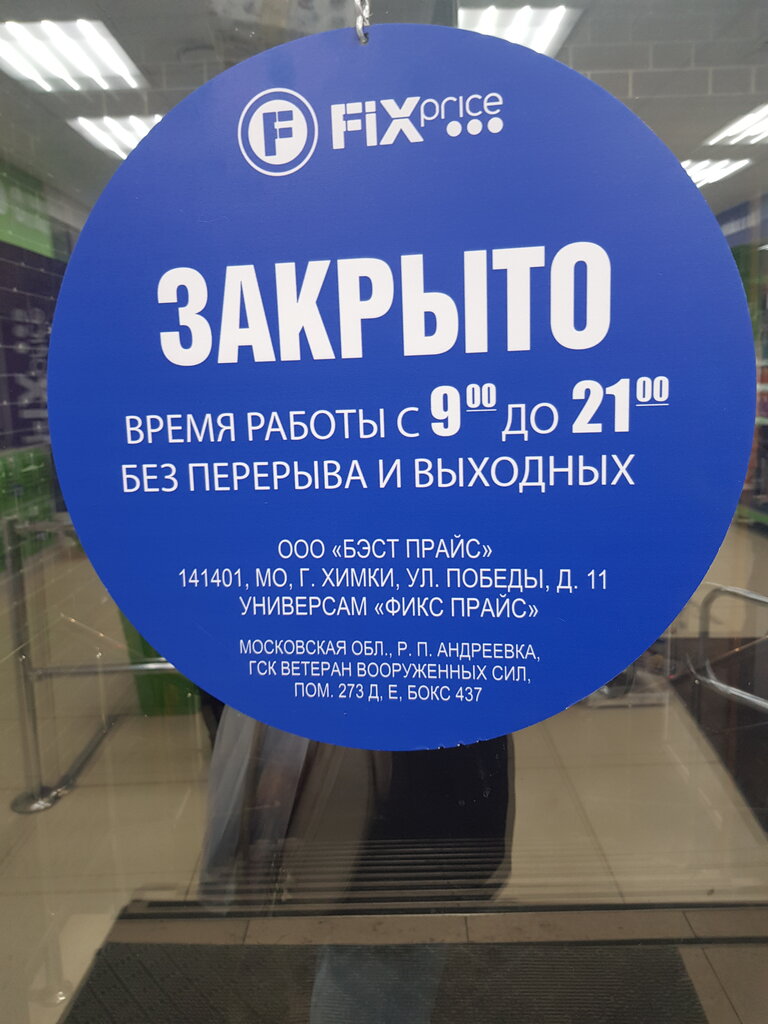 F FiXprice
ЗАКРЫТО
ВРЕМЯ РАБОТЫ С 9⁰⁰ ДО 21⁰⁰
БЕЗ ПЕРЕРЫВА И ВЫХОДНЫХ
ООО «БЭСТ ПРАЙС»
141401, МО, Г. ХИМКИ, УЛ. ПОБЕДЫ, Д. 11
УНИВЕРСАМ «ФИКС ПРАЙС»
МОСКОВСКАЯ ОБЛ., Р. П. АНДРЕЕВКА,
ГСК ВЕТЕРАН ВООРУЖЕННЫХ СИЛ,
ПОМ. 273 Д, Е, БОКС 437